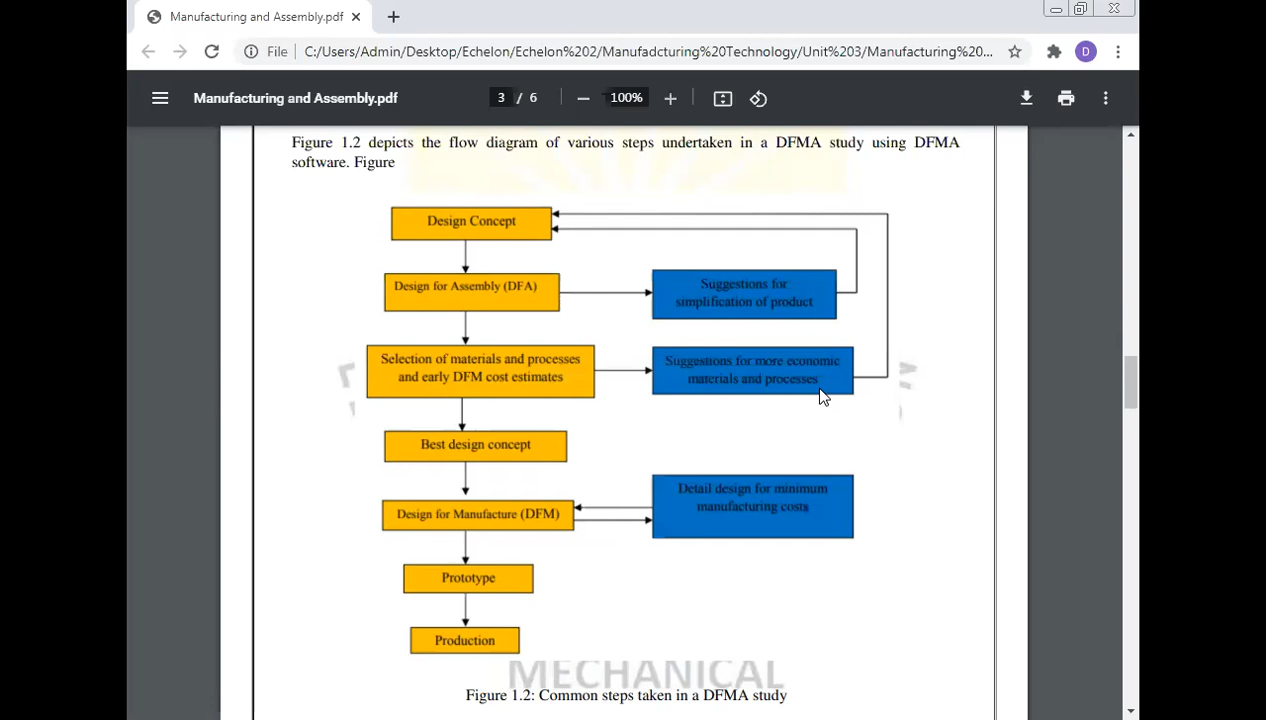 Manufacturing and Assembly.pdf
File
C:/Users/Admin/Desktop/Echelon/Echelon%202/Manufadcturing%20Technology/Unit%203/Manufacturing%20...
D
Manufacturing and Assembly.pdf
3 / 6
100%
Figure 1.2 depicts the flow diagram of various steps undertaken in a DFMA study using DFMA
software. Figure
Design Concept
Design for Assembly (DFA)
Suggestions for
simplification of product
Selection of materials and processes
and early DFM cost estimates
Suggestions for more economic
materials and processes
Best design concept
Detail design for minimum
manufacturing costs
Design for Manufacture (DFM)
Prototype
Production
MECHANICAL
Figure 1.2: Common steps taken in a DFMA study